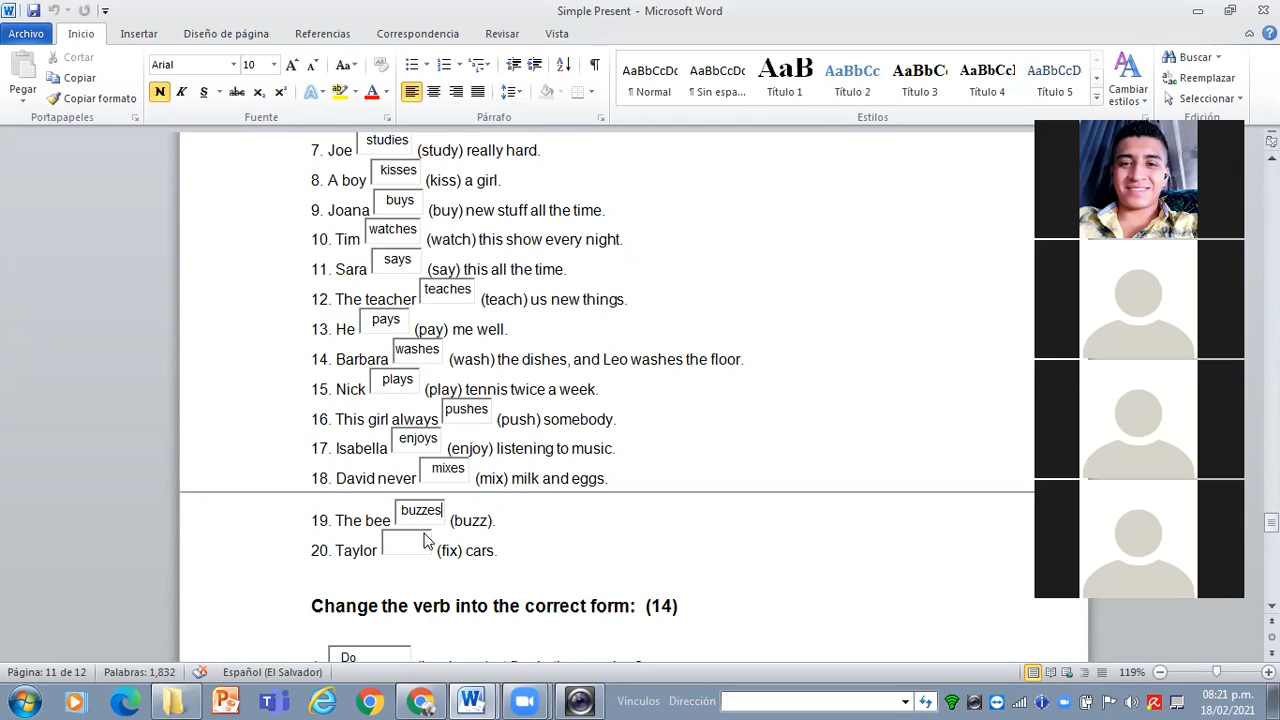 Simple Present - Microsoft Word
Archivo Inicio Insertar Diseño de página Referencias Correspondencia Revisar Vista
Pegar
Cortar
Copiar
Copiar formato
Portapapeles
Arial 10
N K S abc x₂ x²
Fuente
Párrafo
AaBbCcDc AaBbCcDc AaB AaBbCc AaBbCc AaBbCc AaBbCcD
¶ Normal ¶ Sin espa... Título 1 Título 2 Título 3 Título 4 Título 5
Estilos
Cambiar estilos
Buscar
Reemplazar
Seleccionar
Edición
7. Joe studies (study) really hard.
8. A boy kisses (kiss) a girl.
9. Joana buys (buy) new stuff all the time.
10. Tim watches (watch) this show every night.
11. Sara says (say) this all the time.
12. The teacher teaches (teach) us new things.
13. He pays (pay) me well.
14. Barbara washes (wash) the dishes, and Leo washes the floor.
15. Nick plays (play) tennis twice a week.
16. This girl always pushes (push) somebody.
17. Isabella enjoys (enjoy) listening to music.
18. David never mixes (mix) milk and eggs.
19. The bee buzzes (buzz).
20. Taylor (fix) cars.
Change the verb into the correct form: (14)
Do
Página: 11 de 12 Palabras: 1,832 Español (El Salvador) 119%
Vínculos Dirección
08:21 p.m.
18/02/2021